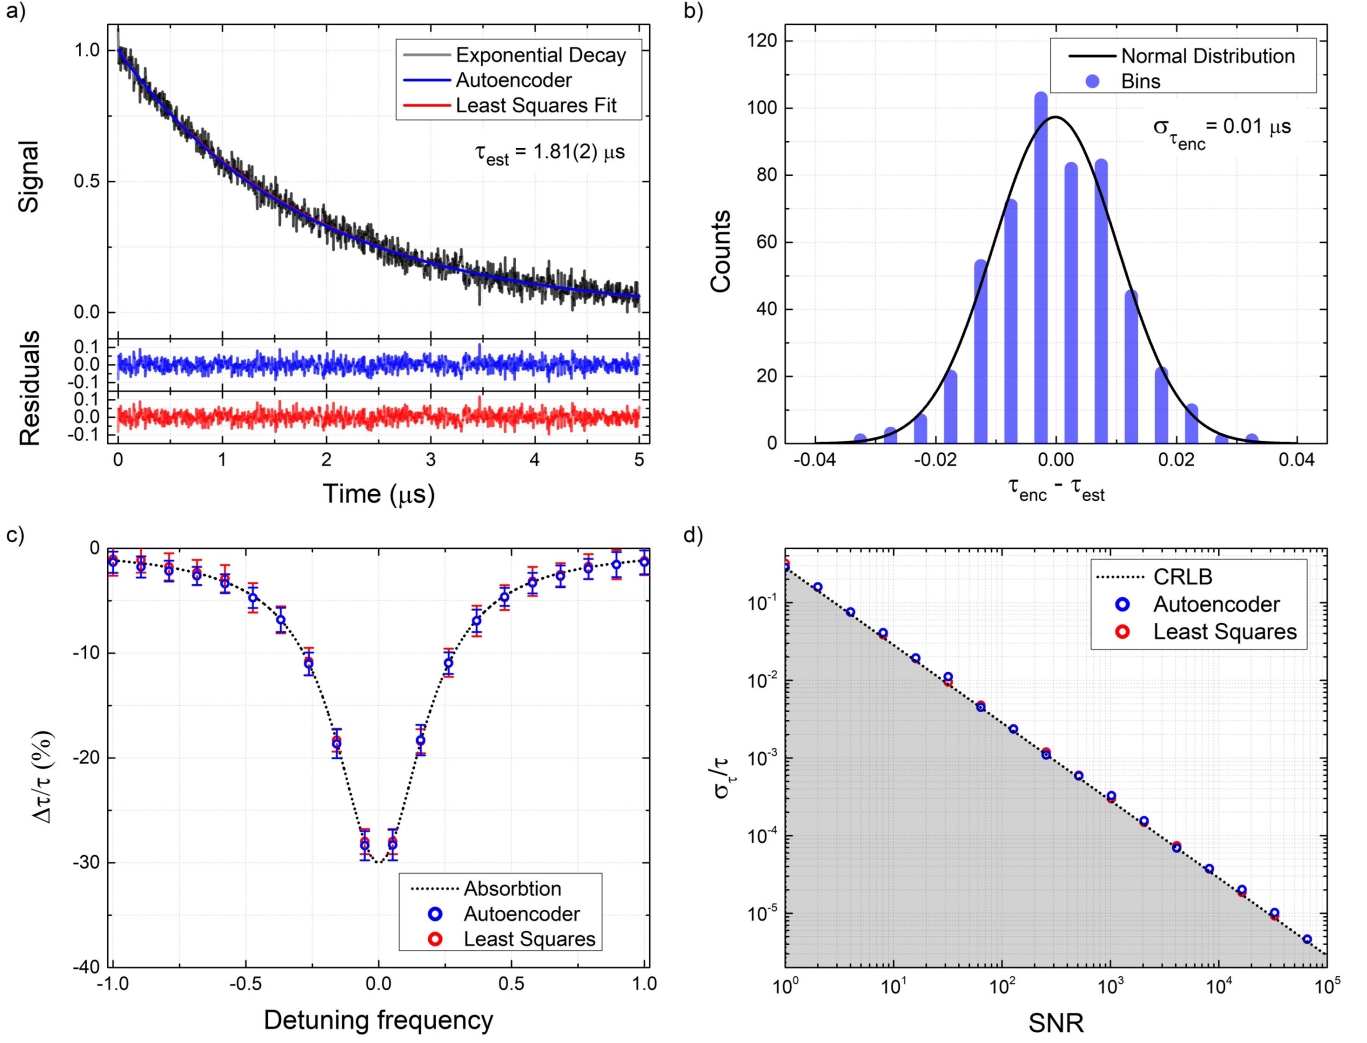 a)
Signal
1.0
0.5
0.0
Exponential Decay
Autoencoder
Least Squares Fit
τest = 1.81(2) μs
Residuals
0.1
0.0
-0.1
0.1
0.0
-0.1
0 1 2 3 4 5
Time (μs)
b)
Counts
120
100
80
60
40
20
0
Normal Distribution
Bins
στenc = 0.01 μs
-0.04 -0.02 0.00 0.02 0.04
τenc - τest
c)
Δτ/τ (%)
0
-10
-20
-30
-40
Absorbtion
Autoencoder
Least Squares
-1.0 -0.5 0.0 0.5 1.0
Detuning frequency
d)
στ/τ
10-1
10-2
10-3
10-4
10-5
CRLB
Autoencoder
Least Squares
100 101 102 103 104 105
SNR